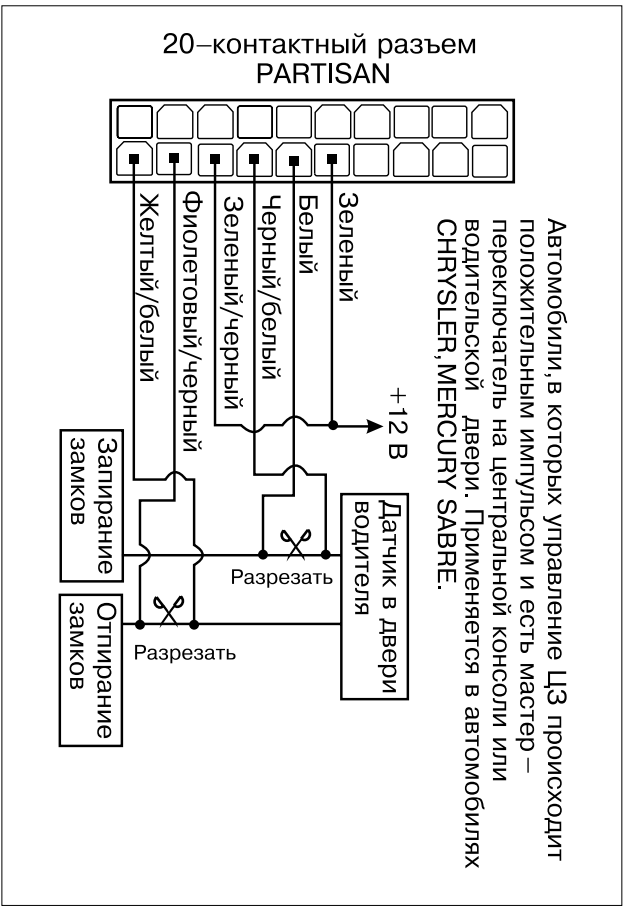 20–контактный разъем
PARTISAN
Желтый/белый
Фиолетовый/черный
Зеленый/черный
Черный/белый
Белый
Зеленый
+12 В
Автомобили, в которых управление ЦЗ происходит
положительным импульсом и есть мастер–
переключатель на центральной консоли или
водительской двери. Применяется в автомобилях
CHRYSLER, MERCURY SABRE.
Запирание
замков
Отпирание
замков
Датчик в двери
водителя
Разрезать
Разрезать